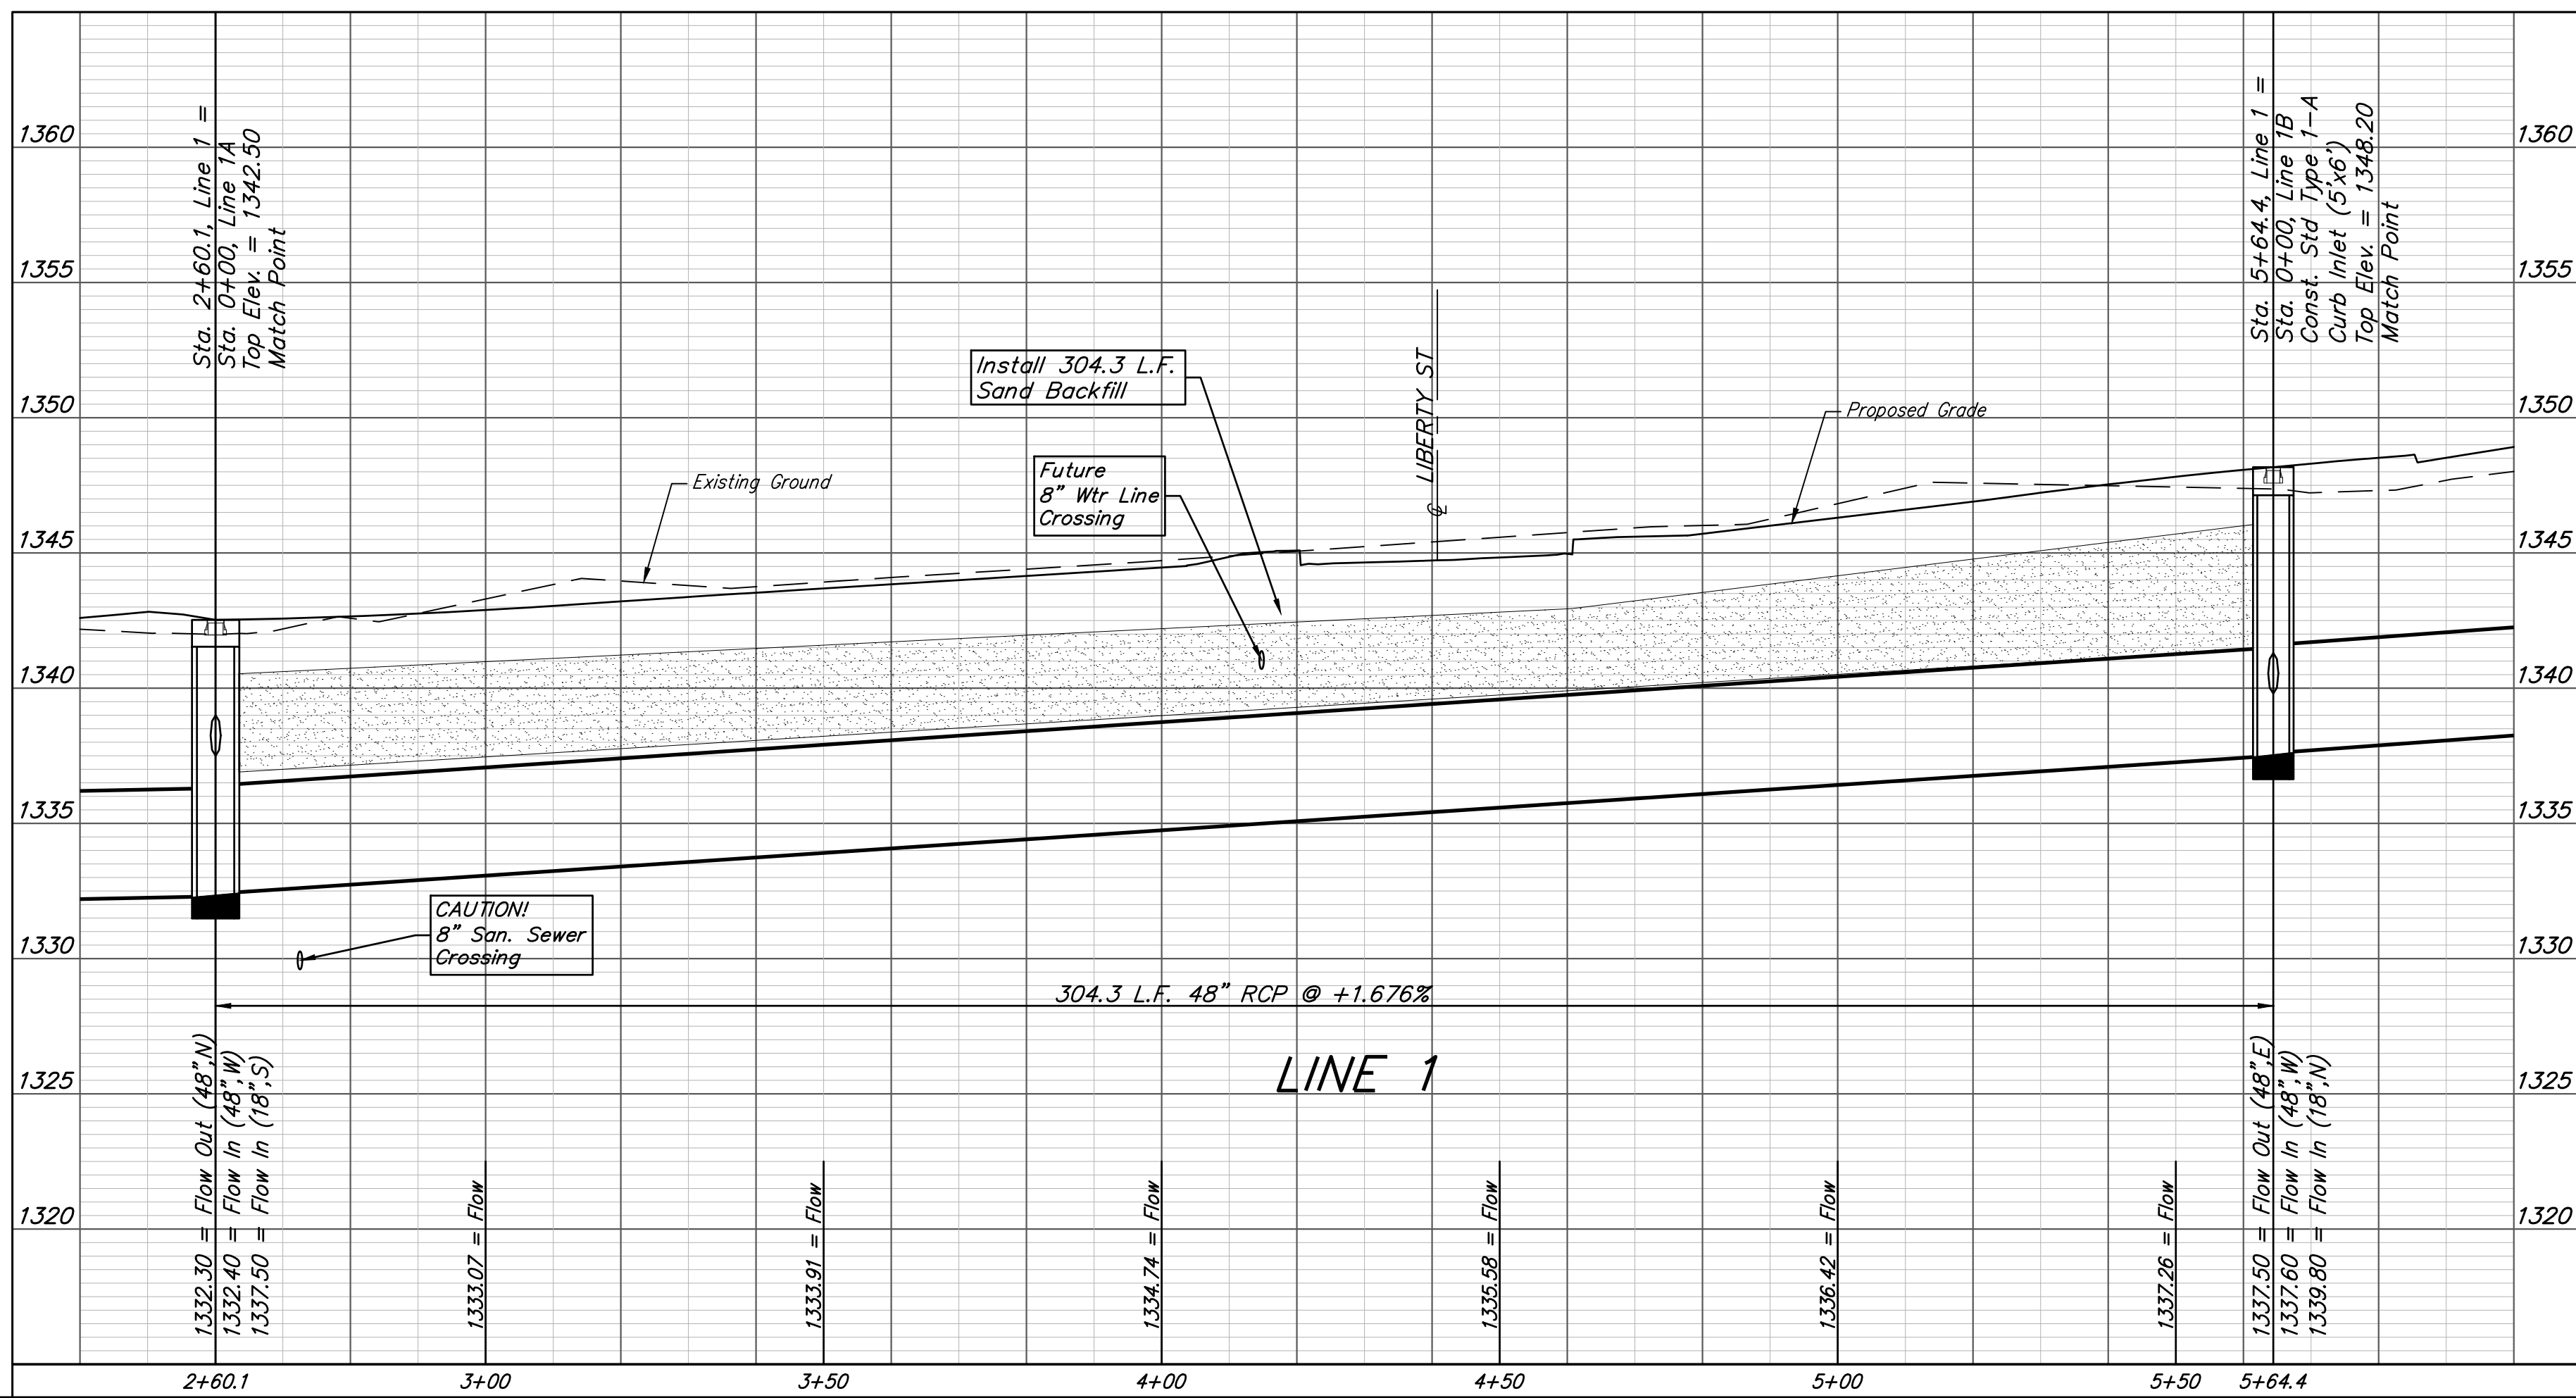 1360
1355
1350
1345
1340
1335
1330
1325
1320
Sta. 2+60.1, Line 1 =
Sta. 0+00, Line 1A
Top Elev. = 1342.50
Match Point
Existing Ground
Install 304.3 L.F.
Sand Backfill
Future
8" Wtr Line
Crossing
℄ LIBERTY ST
Proposed Grade
Sta. 5+64.4, Line 1 =
Sta. 0+00, Line 1B
Const. Std Type 1-A
Curb Inlet (5'x6')
Top Elev. = 1348.20
Match Point
1360
1355
1350
1345
1340
1335
1330
1325
1320
CAUTION!
8" San. Sewer
Crossing
304.3 L.F. 48" RCP @ +1.676%
LINE 1
1332.30 = Flow Out (48",N)
1332.40 = Flow In (48",W)
1337.50 = Flow In (18",S)
1333.07 = Flow
1333.91 = Flow
1334.74 = Flow
1335.58 = Flow
1336.42 = Flow
1337.26 = Flow
1337.50 = Flow Out (48",E)
1337.60 = Flow In (48",W)
1339.80 = Flow In (18",N)
2+60.1 3+00 3+50 4+00 4+50 5+00 5+50 5+64.4